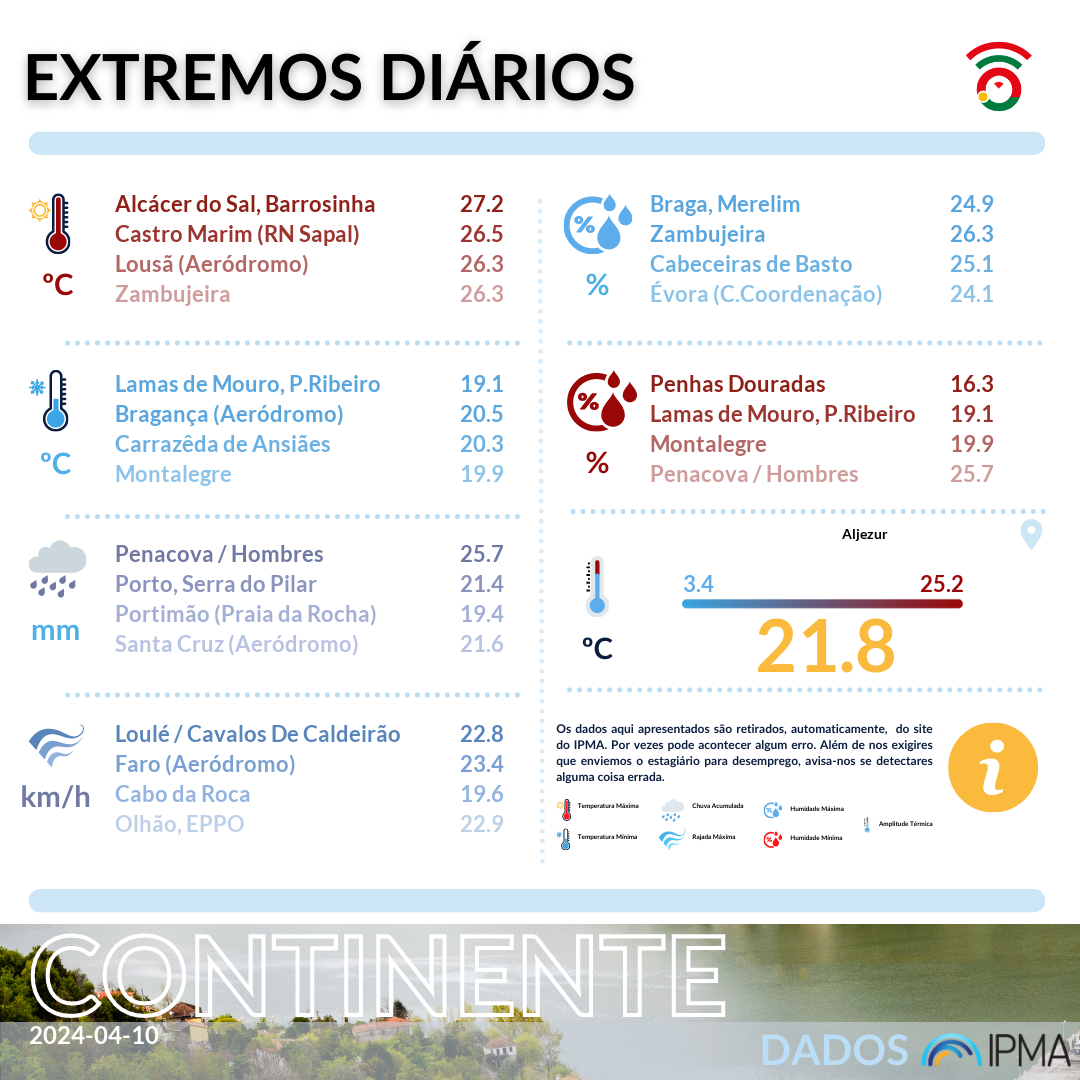 EXTREMOS DIÁRIOS
Alcácer do Sal, Barrosinha 27.2
Castro Marim (RN Sapal) 26.5
Lousã (Aeródromo) 26.3
Zambujeira 26.3
ºC
Lamas de Mouro, P.Ribeiro 19.1
Bragança (Aeródromo) 20.5
Carrazêda de Ansiães 20.3
Montalegre 19.9
ºC
Penacova / Hombres 25.7
Porto, Serra do Pilar 21.4
Portimão (Praia da Rocha) 19.4
Santa Cruz (Aeródromo) 21.6
mm
Loulé / Cavalos De Caldeirão 22.8
Faro (Aeródromo) 23.4
Cabo da Roca 19.6
Olhão, EPPO 22.9
km/h
%
Braga, Merelim 24.9
Zambujeira 26.3
Cabeceiras de Basto 25.1
Évora (C.Coordenação) 24.1
%
%
Penhas Douradas 16.3
Lamas de Mouro, P.Ribeiro 19.1
Montalegre 19.9
Penacova / Hombres 25.7
%
Aljezur
3.4 25.2
21.8
ºC
Os dados aqui apresentados são retirados, automaticamente, do site
do IPMA. Por vezes pode acontecer algum erro. Além de nos exigires
que enviemos o estagiário para desemprego, avisa-nos se detectares
alguma coisa errada.
i
Temperatura Máxima
Chuva Acumulada
Humidade Máxima
Amplitude Térmica
Temperatura Mínima
Rajada Máxima
Humidade Mínima
CONTINENTE
2024-04-10
DADOS IPMA